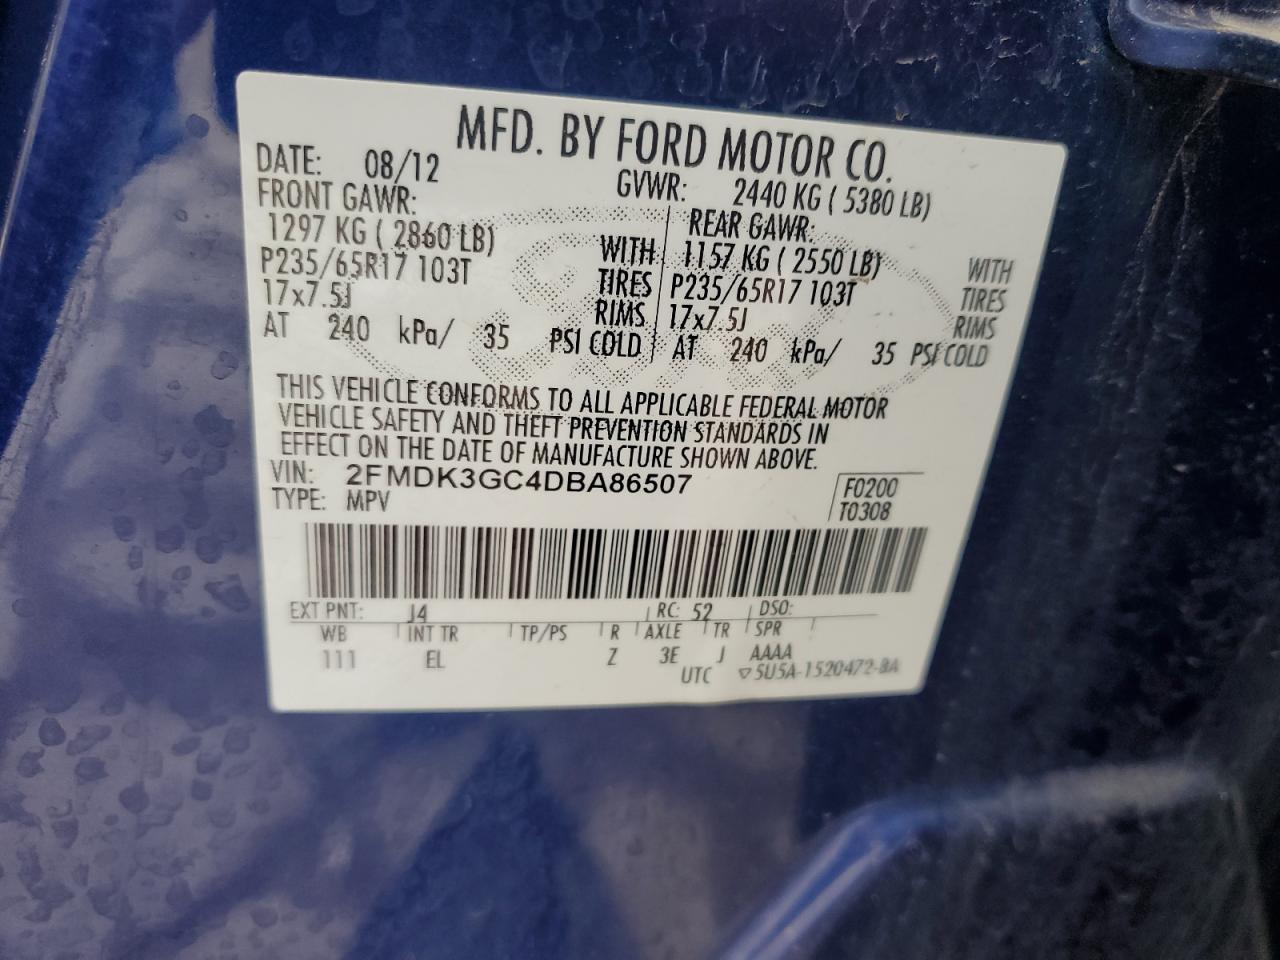 MFD. BY FORD MOTOR CO.
DATE: 08/12 GVWR: 2440 KG ( 5380 LB)
FRONT GAWR: REAR GAWR:
1297 KG ( 2860 LB) WITH 1157 KG ( 2550 LB) WITH
P235/65R17 103T TIRES P235/65R17 103T TIRES
17x7.5J RIMS 17x7.5J RIMS
AT 240 kPa/ 35 PSI COLD AT 240 kPa/ 35 PSI COLD
THIS VEHICLE CONFORMS TO ALL APPLICABLE FEDERAL MOTOR
VEHICLE SAFETY AND THEFT PREVENTION STANDARDS IN
EFFECT ON THE DATE OF MANUFACTURE SHOWN ABOVE.
VIN: 2FMDK3GC4DBA86507 F0200
TYPE: MPV T0308
EXT PNT: J4 RC: 52 DSO:
WB INT TR TP/PS R AXLE TR SPR
111 EL Z 3E J AAAA
UTC ▽5U5A-1520472-BA